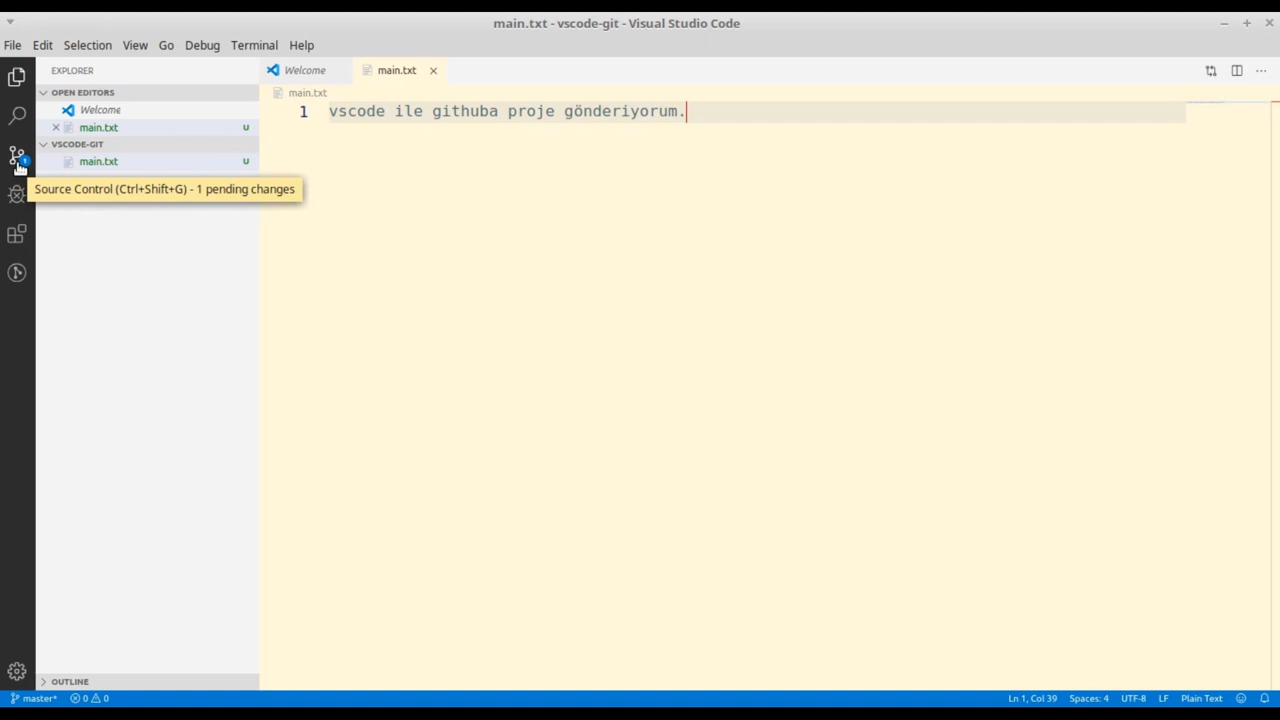 main.txt - vscode-git - Visual Studio Code
File Edit Selection View Go Debug Terminal Help
EXPLORER
Welcome
main.txt
OPEN EDITORS
Welcome
main.txt U
VSCODE-GIT
main.txt U
main.txt
1 vscode ile githuba proje gönderiyorum.
1
Source Control (Ctrl+Shift+G) - 1 pending changes
OUTLINE
master* 0 0 Ln 1, Col 39 Spaces: 4 UTF-8 LF Plain Text